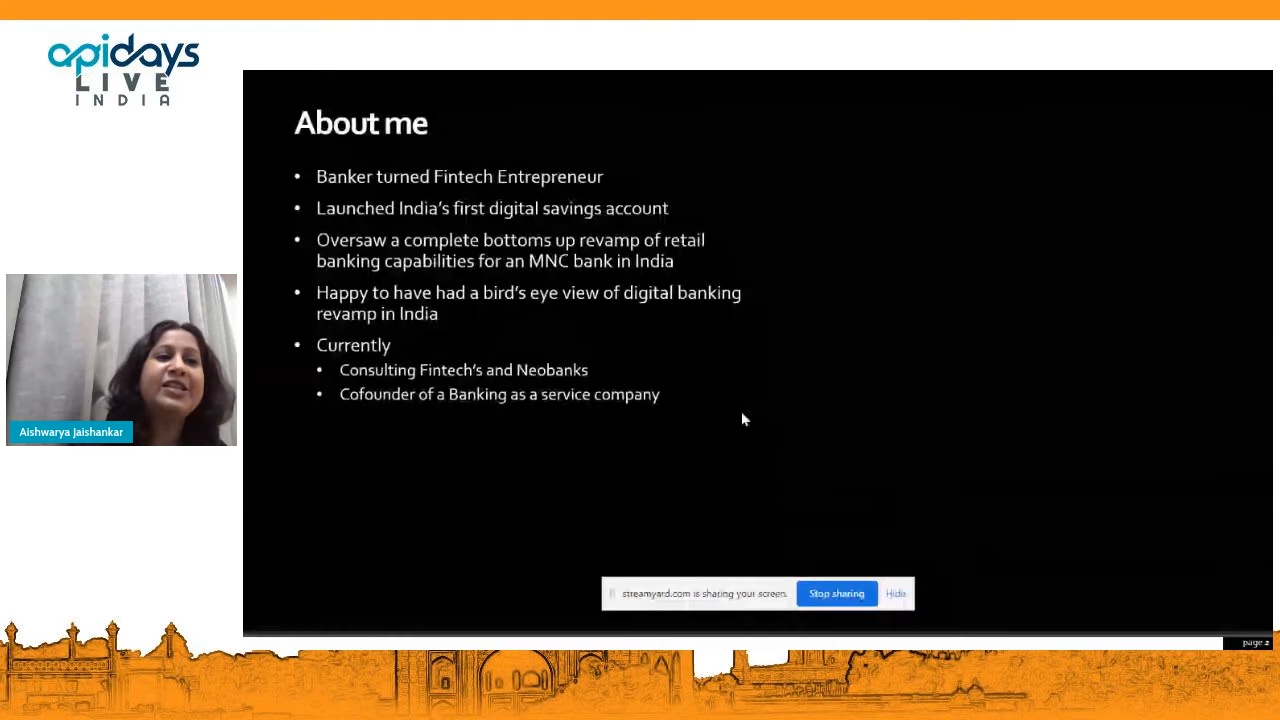 apidays
LIVE
INDIA
About me
• Banker turned Fintech Entrepreneur
• Launched India's first digital savings account
• Oversaw a complete bottoms up revamp of retail
banking capabilities for an MNC bank in India
• Happy to have had a bird's eye view of digital banking
revamp in India
• Currently
• Consulting Fintech's and Neobanks
• Cofounder of a Banking as a service company
Aishwarya Jaishankar
streamyard.com is sharing your screen.
Stop sharing
Hide
page 2